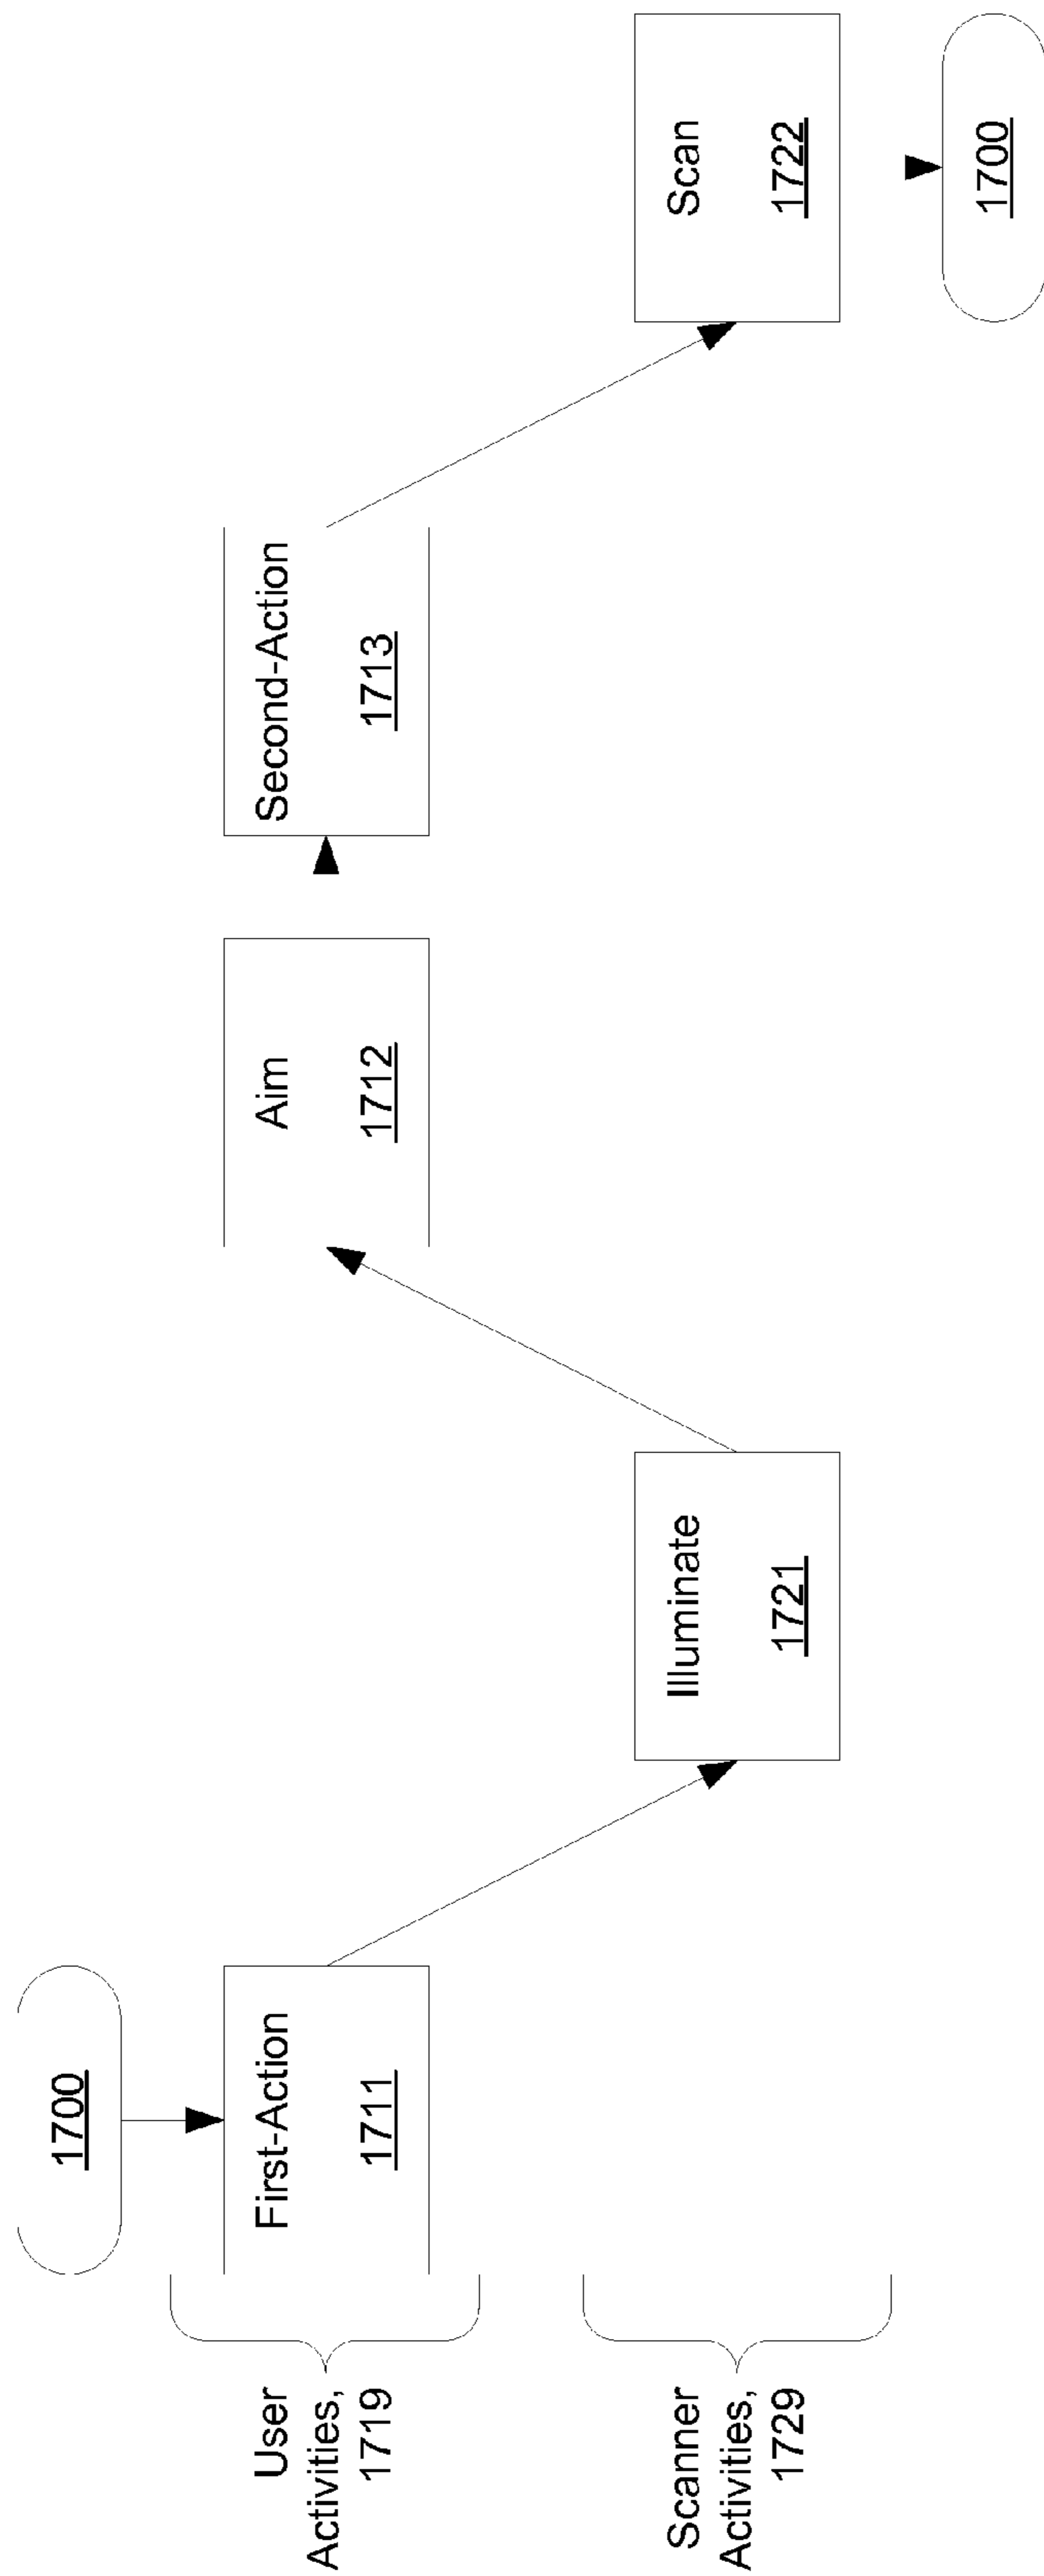 1700
First-Action
1711
Aim
1712
Second-Action
1713
User
Activities,
1719
Illuminate
1721
Scan
1722
Scanner
Activities,
1729
1700